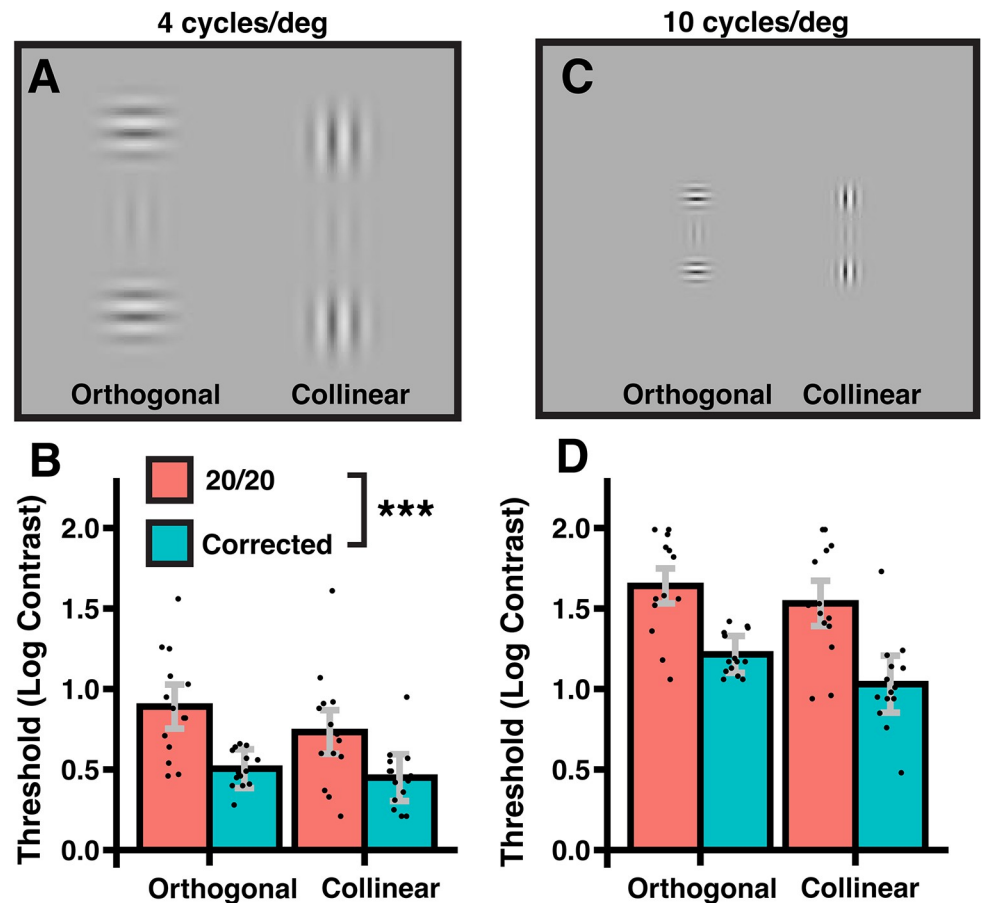 4 cycles/deg
10 cycles/deg
A
C
Orthogonal Collinear
Orthogonal Collinear
B
D
20/20
Corrected
***
Threshold (Log Contrast)
2.0
1.5
1.0
0.5
0.0
Orthogonal Collinear
Threshold (Log Contrast)
2.0
1.5
1.0
0.5
0.0
Orthogonal Collinear